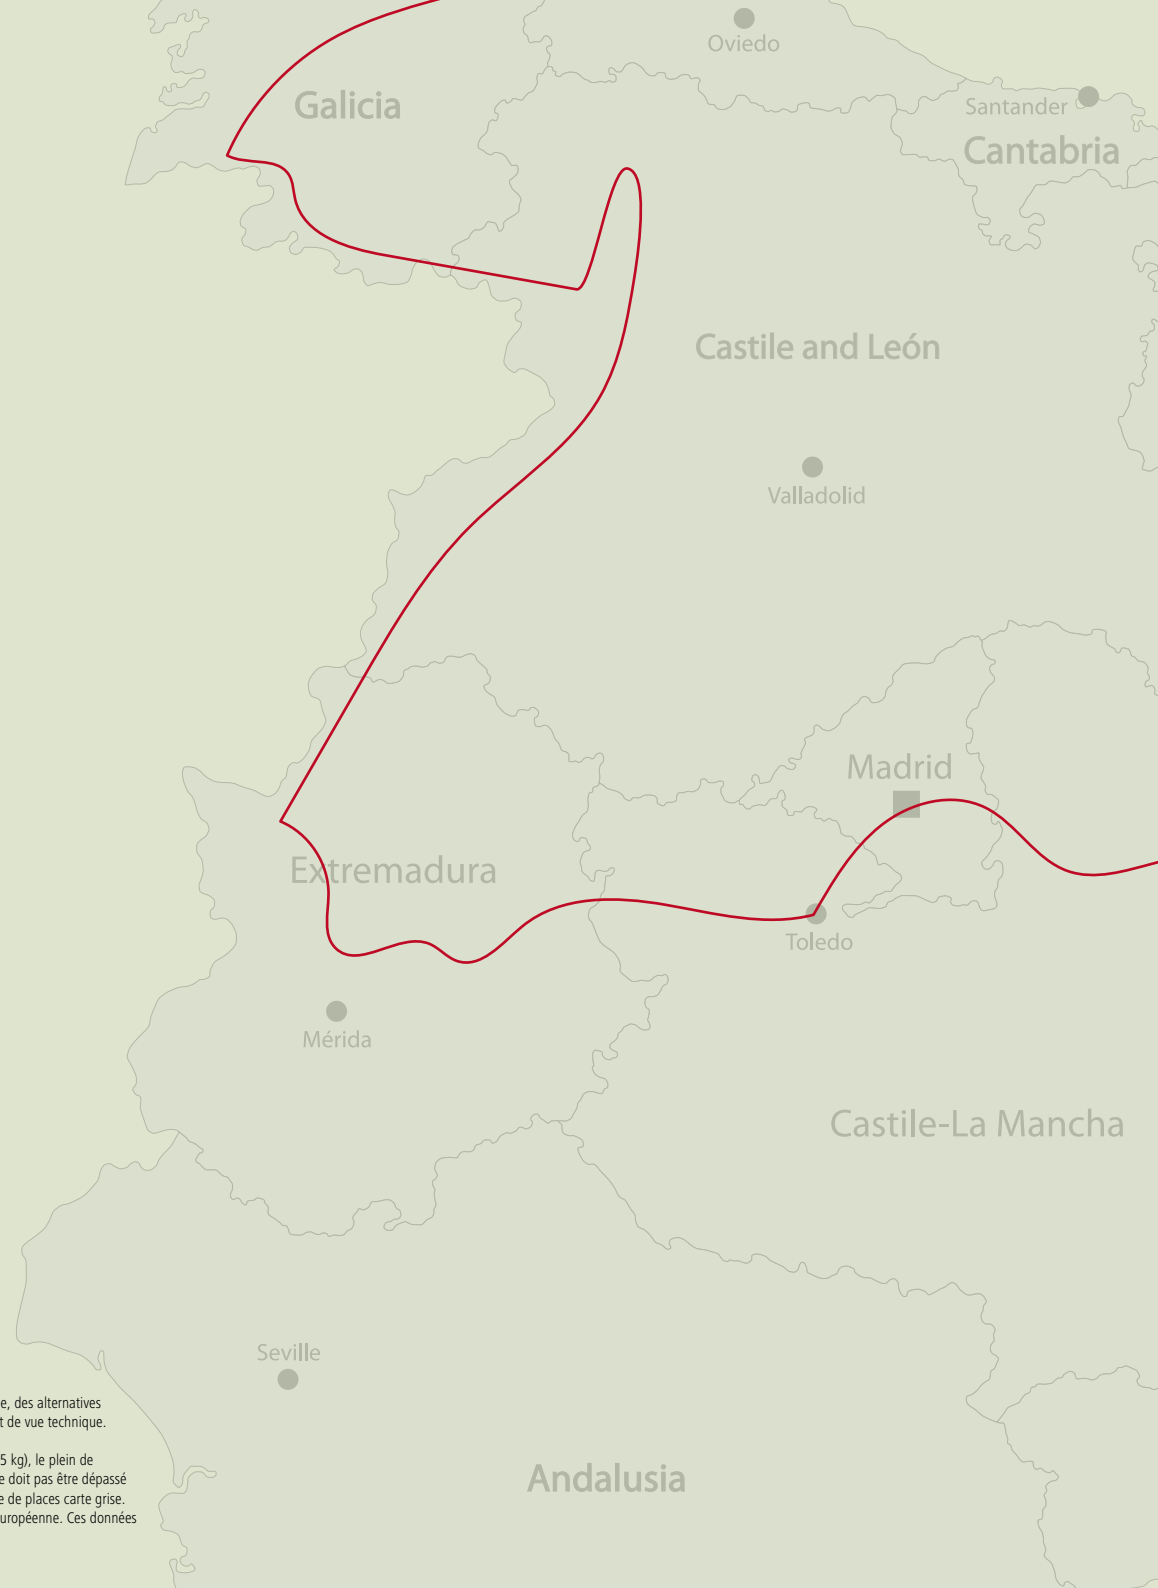 Oviedo
Galicia
Santander
Cantabria
Castile and León
Valladolid
Madrid
Extremadura
Toledo
Mérida
Castile-La Mancha
Seville
e, des alternatives
t de vue technique.
5 kg), le plein de
e doit pas être dépassé
e de places carte grise.
uropéenne. Ces données
Andalusia